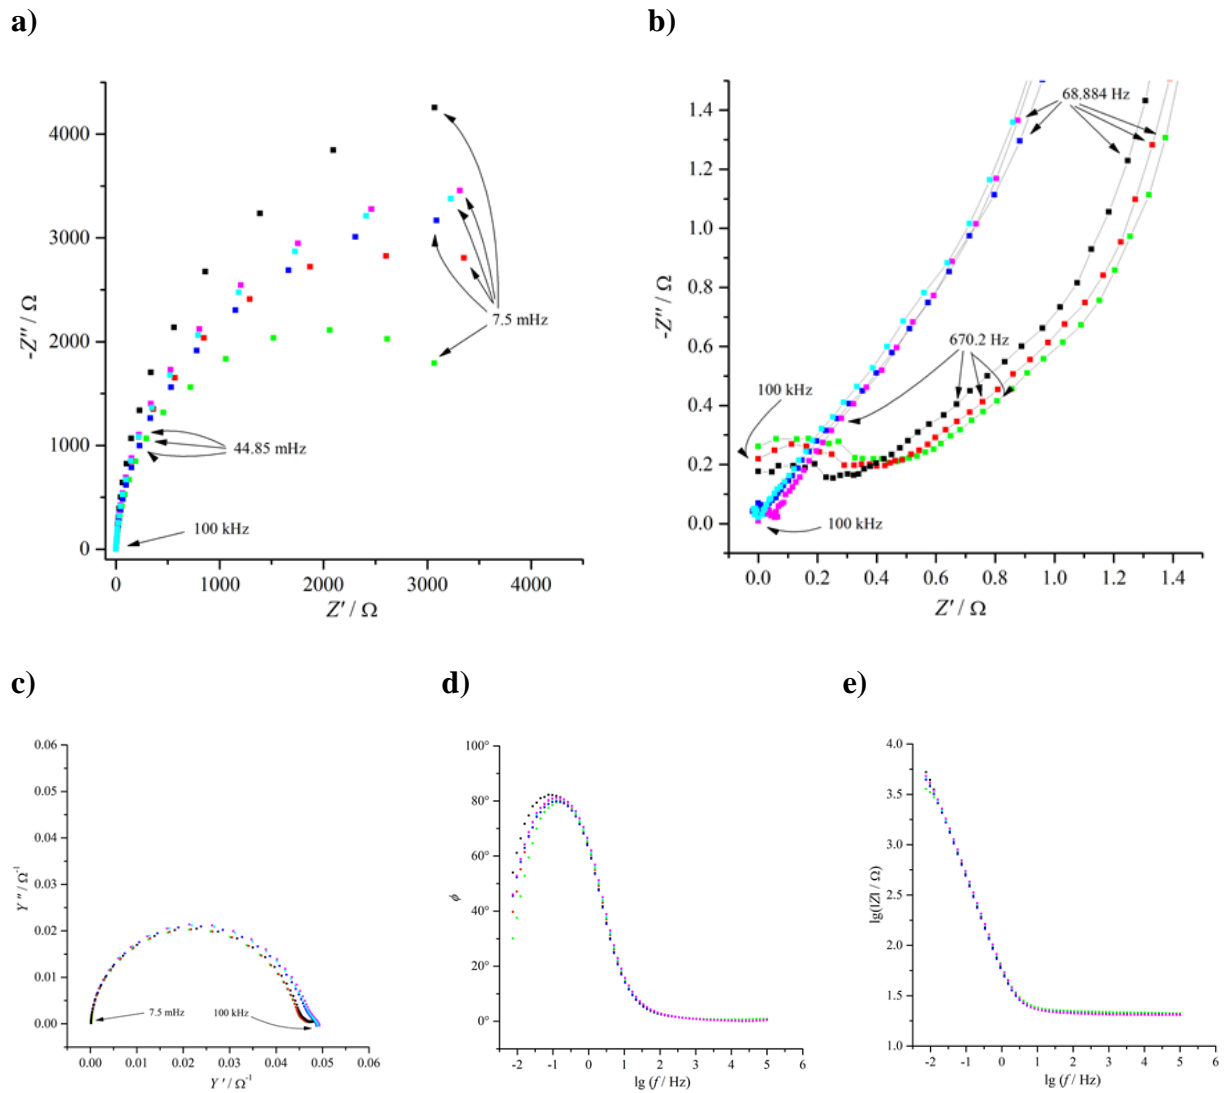 a)
b)
4000
3000
2000
1000
0
-Z'' / Ω
0
1000
2000
3000
4000
Z' / Ω
7.5 mHz
44.85 mHz
100 kHz
1.4
1.2
1.0
0.8
0.6
0.4
0.2
0.0
-Z'' / Ω
0.0
0.2
0.4
0.6
0.8
1.0
1.2
1.4
Z' / Ω
68.884 Hz
670.2 Hz
100 kHz
100 kHz
c)
d)
e)
0.06
0.05
0.04
0.03
0.02
0.01
0.00
Y'' / Ω⁻¹
0.00
0.01
0.02
0.03
0.04
0.05
0.06
Y' / Ω⁻¹
7.5 mHz
100 kHz
100°
80°
60°
40°
20°
0°
ϕ
-2
-1
0
1
2
3
4
5
6
lg (f / Hz)
4.0
3.5
3.0
2.5
2.0
1.5
1.0
lg(|Z| / Ω)
-2
-1
0
1
2
3
4
5
6
lg (f / Hz)